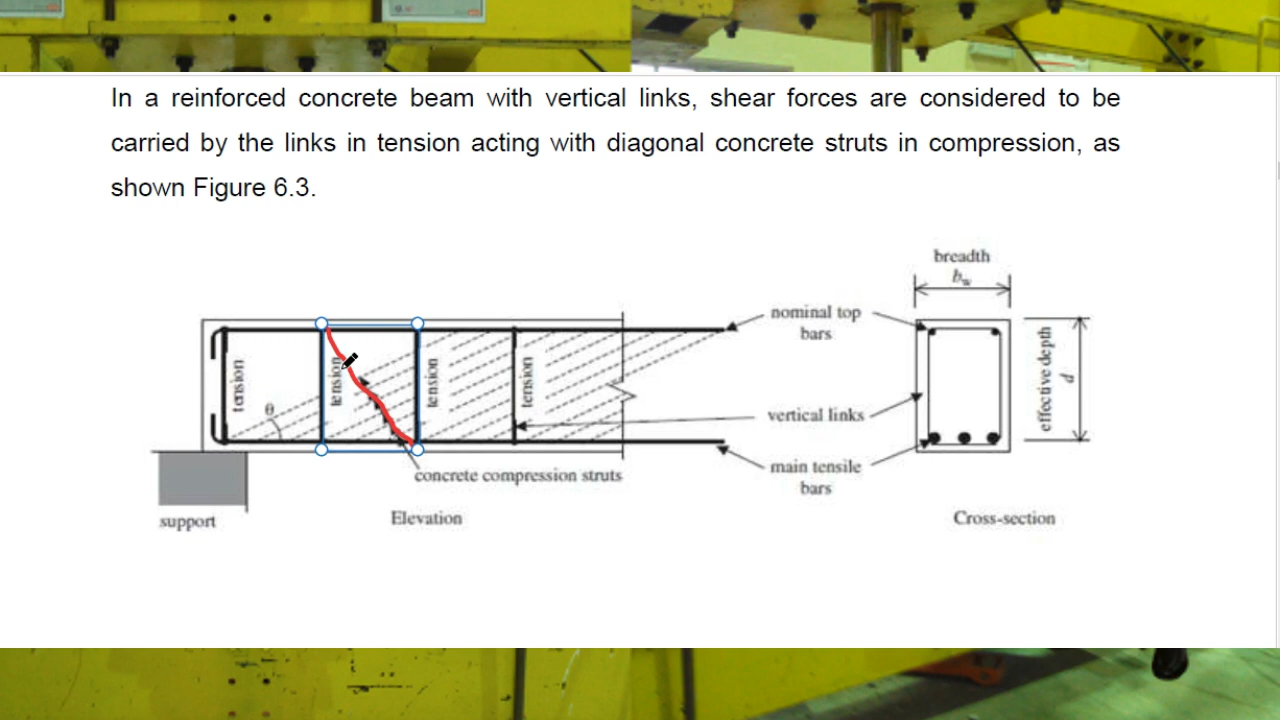 In a reinforced concrete beam with vertical links, shear forces are considered to be
carried by the links in tension acting with diagonal concrete struts in compression, as
shown Figure 6.3.
breadth
b_w
nominal top
bars
tension
tension
tension
tension
θ
effective depth
d
vertical links
main tensile
bars
concrete compression struts
support
Elevation
Cross-section